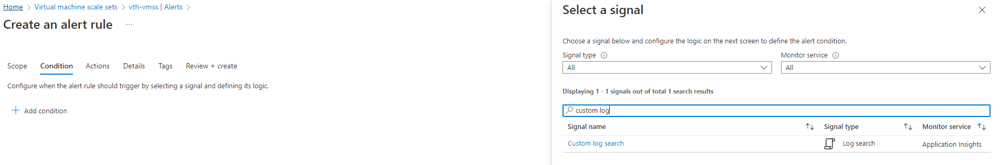 Home > Virtual machine scale sets > vth-vmss | Alerts >
Create an alert rule ...
Scope Condition Actions Details Tags Review + create
Configure when the alert rule should trigger by selecting a signal and defining its logic.
+ Add condition
Select a signal
Choose a signal below and configure the logic on the next screen to define the alert condition.
Signal type Monitor service
All All
Displaying 1 - 1 signals out of total 1 search results
custom log
Signal name Signal type Monitor service
Custom log search Log search Application Insights